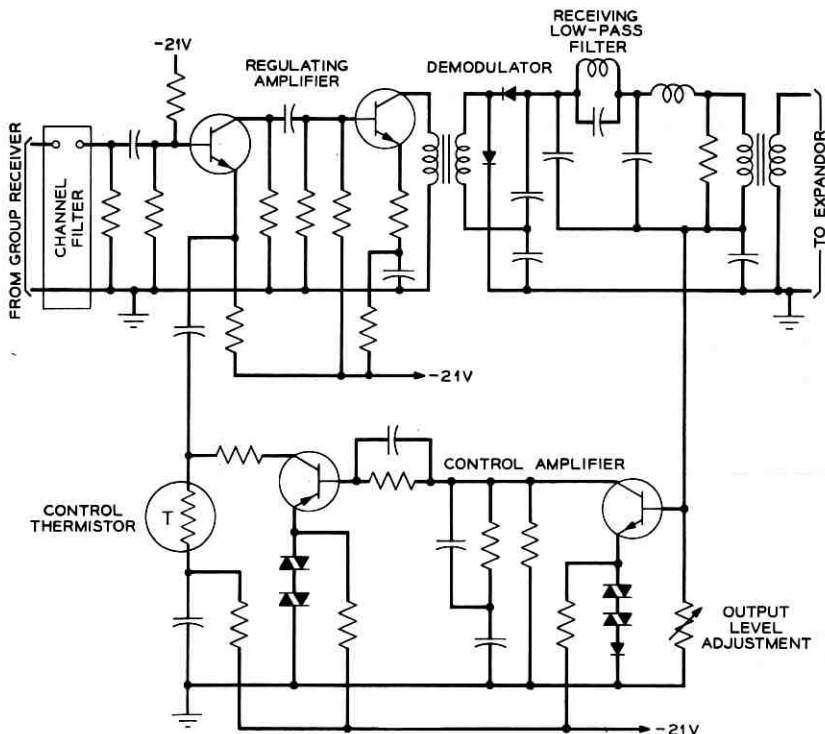 -21V
REGULATING
AMPLIFIER
DEMODULATOR
RECEIVING
LOW-PASS
FILTER
FROM GROUP RECEIVER
CHANNEL
FILTER
TO EXPANDOR
-21V
CONTROL
THERMISTOR
T
CONTROL AMPLIFIER
OUTPUT
LEVEL
ADJUSTMENT
-21V